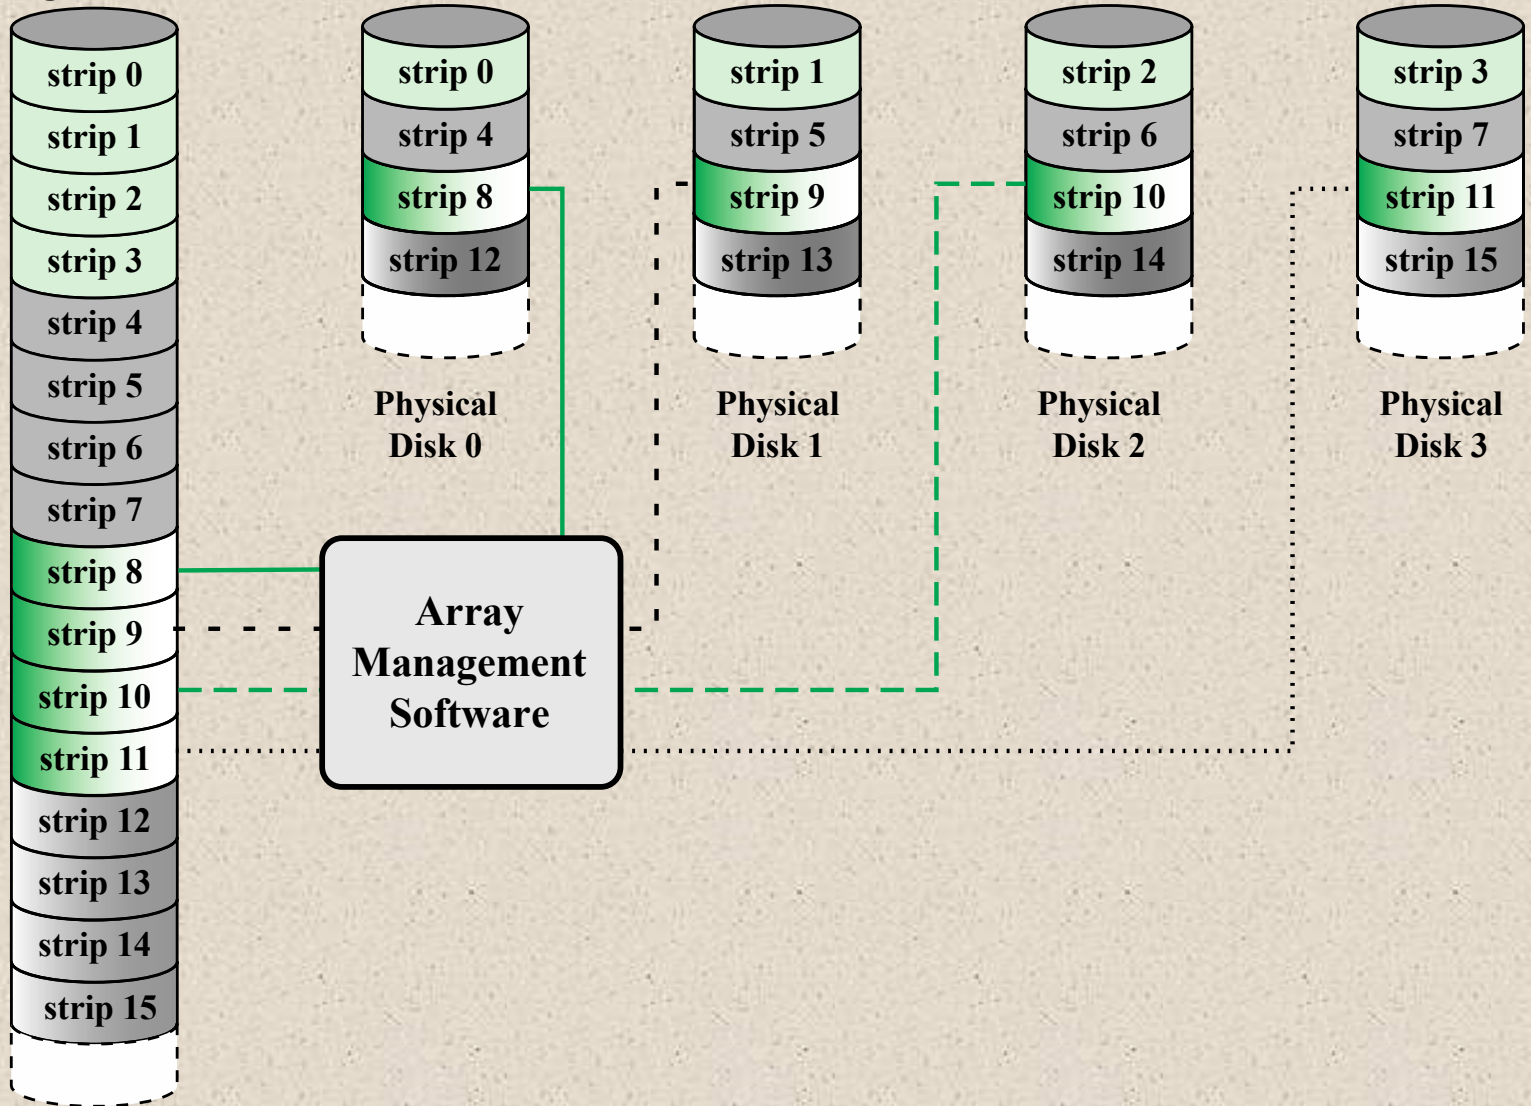 strip 0
strip 1
strip 2
strip 3
strip 4
strip 5
strip 6
strip 7
strip 8
strip 9
strip 10
strip 11
strip 12
strip 13
strip 14
strip 15
strip 0
strip 4
strip 8
strip 12
Physical
Disk 0
strip 1
strip 5
strip 9
strip 13
Physical
Disk 1
strip 2
strip 6
strip 10
strip 14
Physical
Disk 2
strip 3
strip 7
strip 11
strip 15
Physical
Disk 3
Array
Management
Software